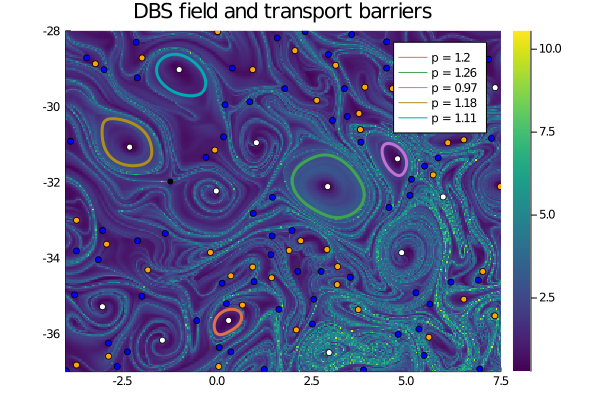 DBS field and transport barriers
-28
-30
-32
-34
-36
-2.5
0.0
2.5
5.0
7.5
p = 1.2
p = 1.26
p = 0.97
p = 1.18
p = 1.11
10.0
7.5
5.0
2.5